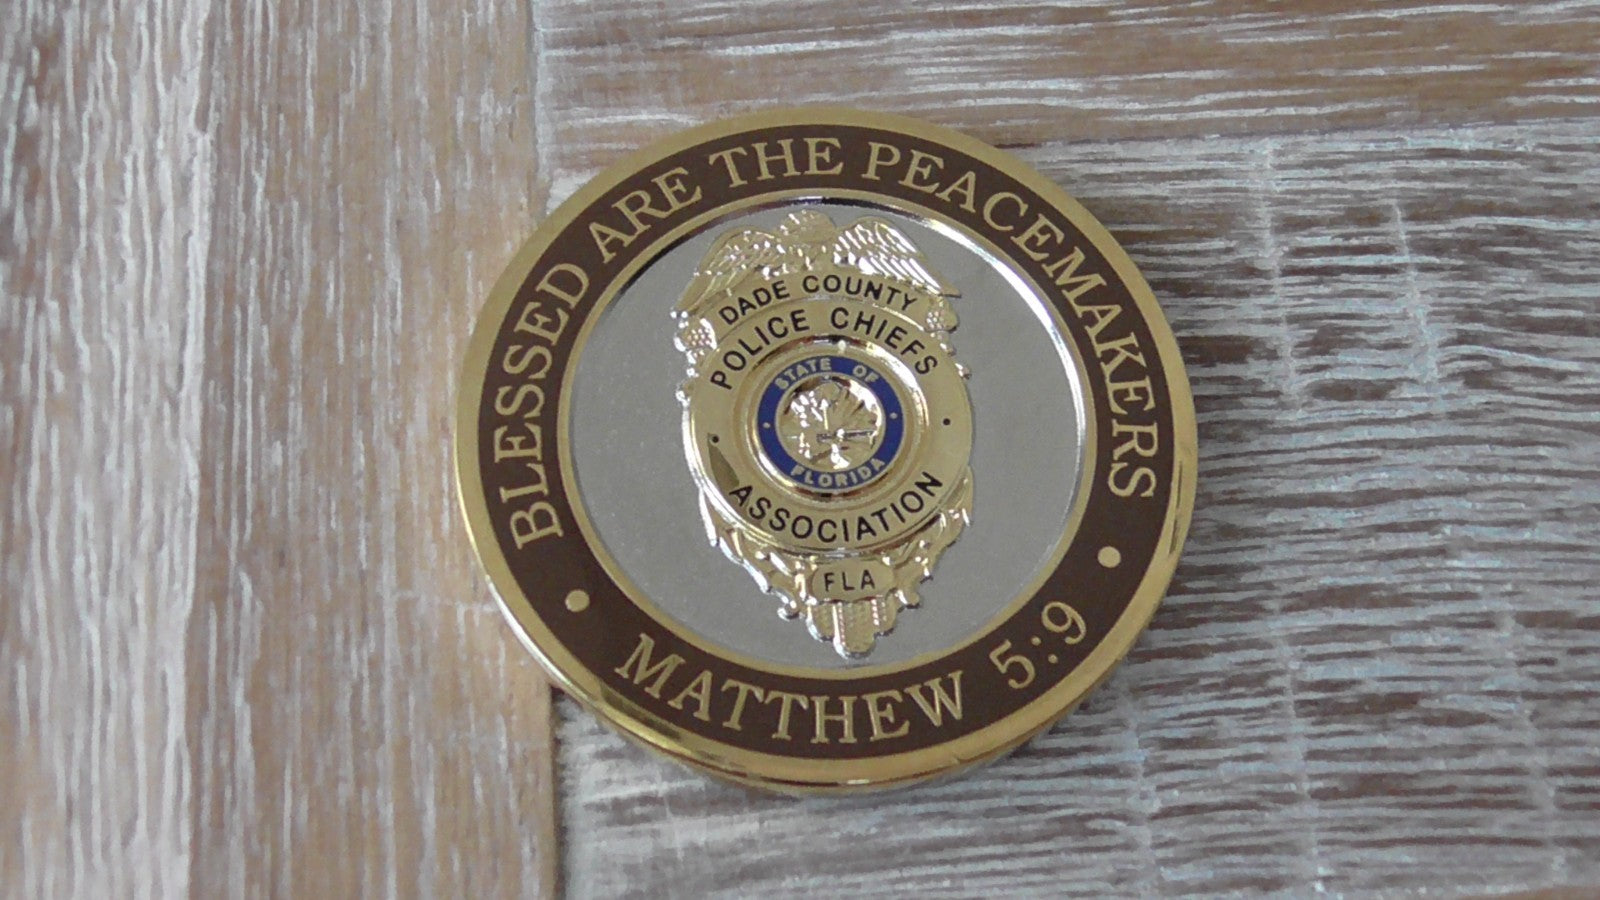 BLESSED ARE THE PEACEMAKERS
DADE COUNTY
POLICE CHIEFS
STATE OF
FLORIDA
ASSOCIATION
FLA
MATTHEW 5:9